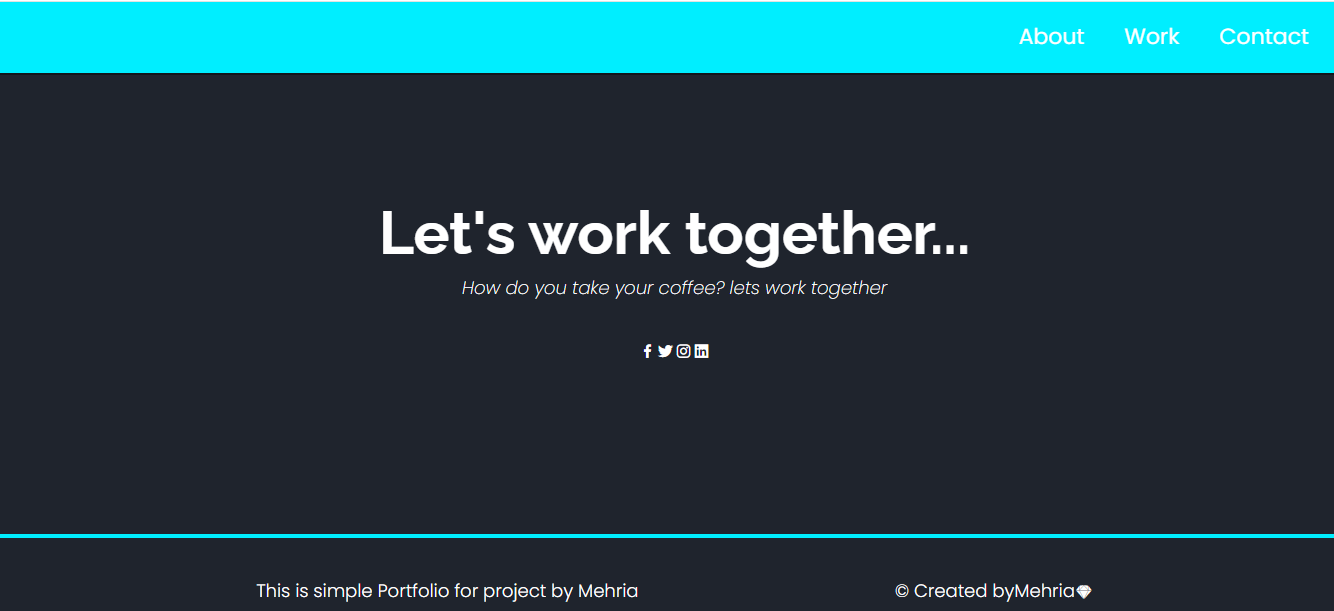 About Work Contact
Let's work together...
How do you take your coffee? lets work together
This is simple Portfolio for project by Mehria
© Created byMehria